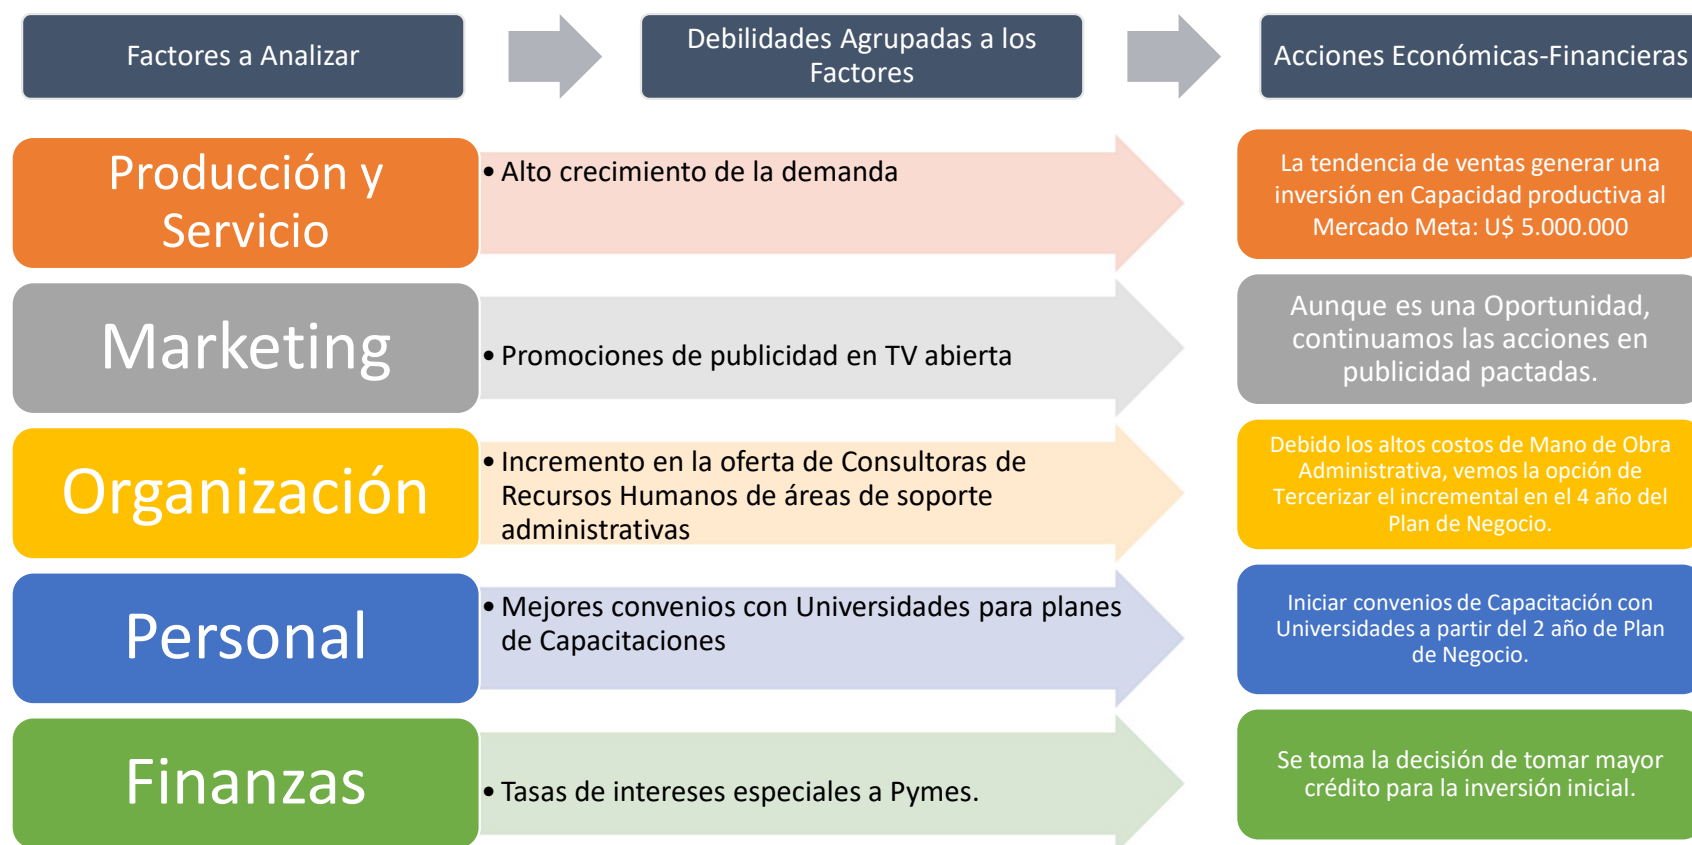 Factores a Analizar
Debilidades Agrupadas a los
Factores
Acciones Económicas-Financieras
Producción y
Servicio
• Alto crecimiento de la demanda
La tendencia de ventas generar una
inversión en Capacidad productiva al
Mercado Meta: U$ 5.000.000
Marketing
• Promociones de publicidad en TV abierta
Aunque es una Oportunidad,
continuamos las acciones en
publicidad pactadas.
Organización
• Incremento en la oferta de Consultoras de
Recursos Humanos de áreas de soporte
administrativas
Debido los altos costos de Mano de Obra
Administrativa, vemos la opción de
Tercerizar el incremental en el 4 año del
Plan de Negocio.
Personal
• Mejores convenios con Universidades para planes
de Capacitaciones
Iniciar convenios de Capacitación con
Universidades a partir del 2 año de Plan
de Negocio.
Finanzas
• Tasas de intereses especiales a Pymes.
Se toma la decisión de tomar mayor
crédito para la inversión inicial.